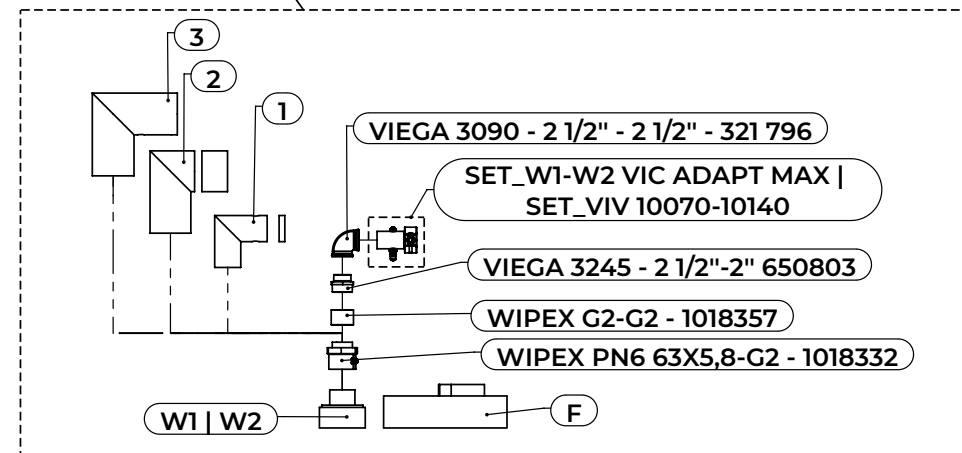 3
2
1
VIEGA 3090 - 2 1/2" - 2 1/2" - 321 796
SET_W1-W2 VIC ADAPT MAX |
SET_VIV 10070-10140
VIEGA 3245 - 2 1/2"-2" 650803
WIPEX G2-G2 - 1018357
WIPEX PN6 63X5,8-G2 - 1018332
W1 | W2
F